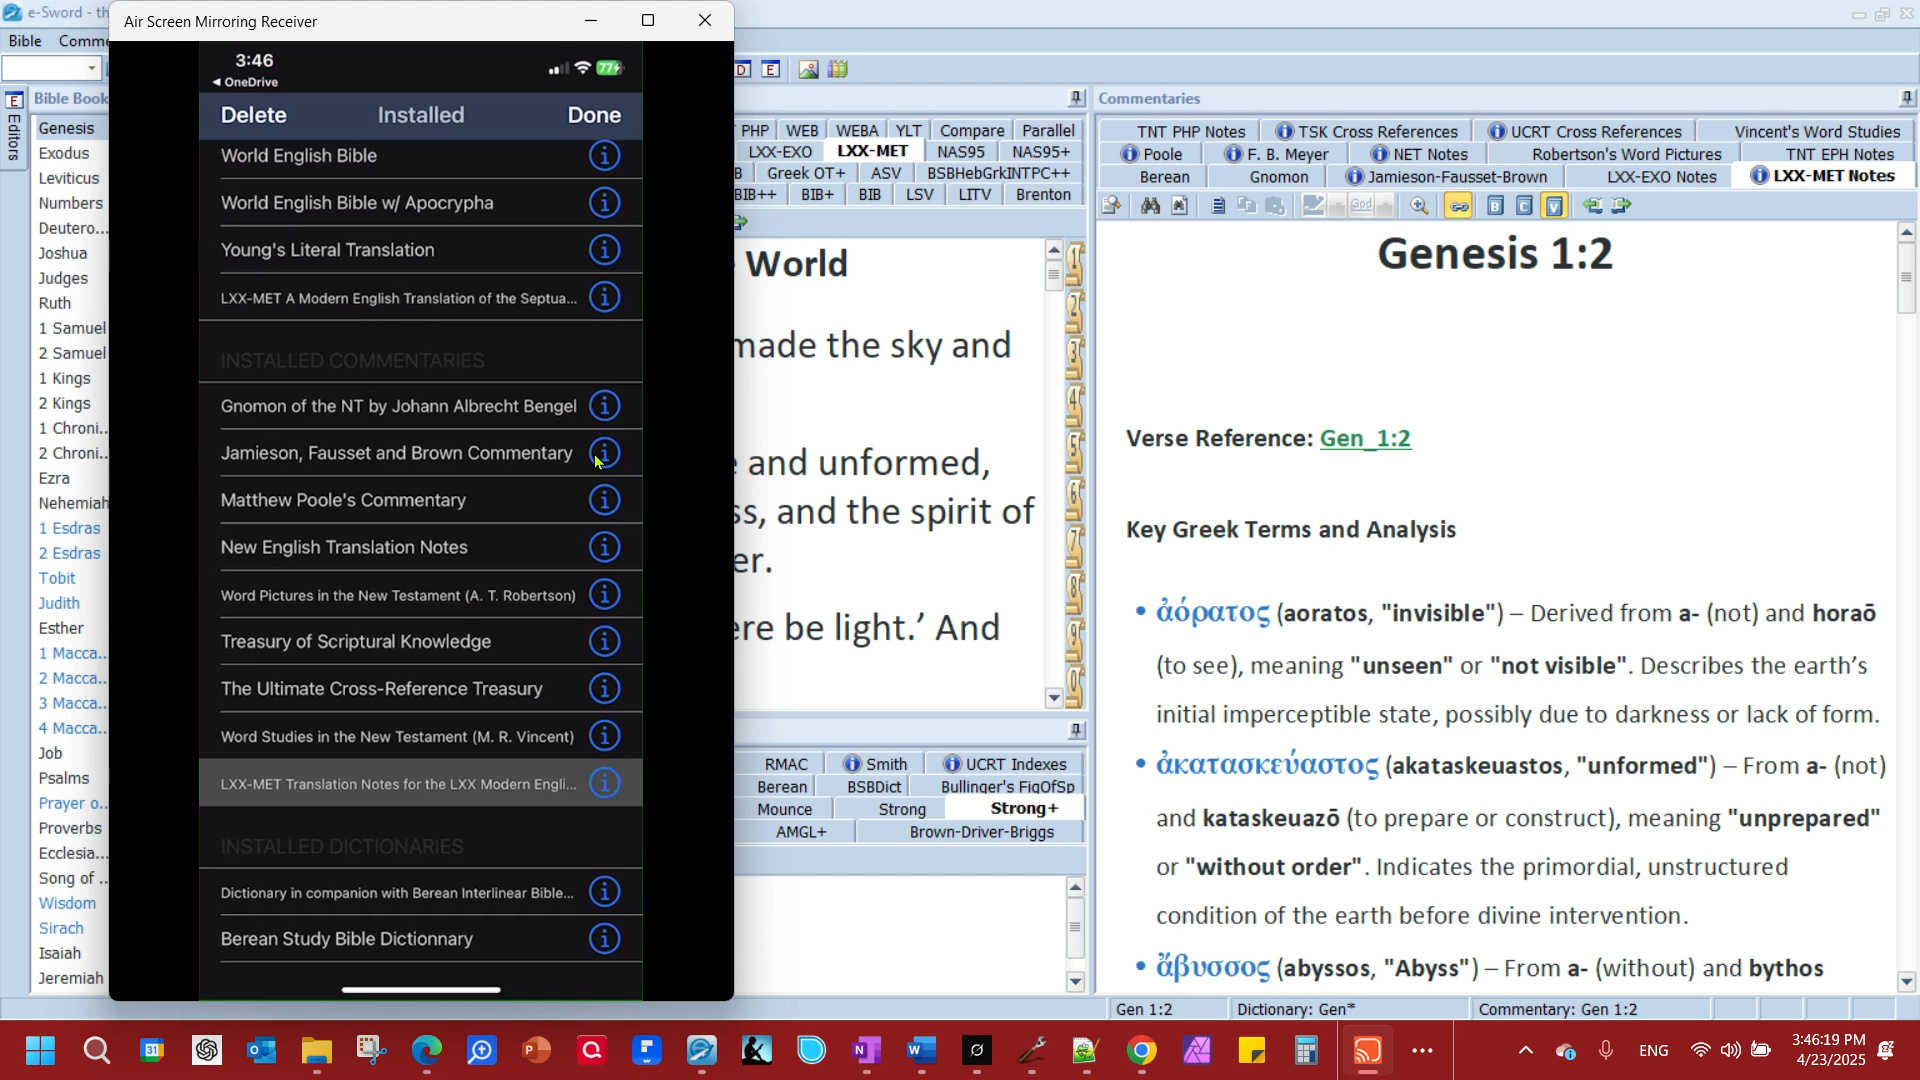 e-Sword - th
Air Screen Mirroring Receiver
Bible Comme
Bible Book
Editors
Genesis
Exodus
Leviticus
Numbers
Deutero...
Joshua
Judges
Ruth
1 Samuel
2 Samuel
1 Kings
2 Kings
1 Chroni...
2 Chroni...
Ezra
Nehemiah
1 Esdras
2 Esdras
Tobit
Judith
Esther
1 Macca...
2 Macca...
3 Macca...
4 Macca...
Job
Psalms
Prayer o...
Proverbs
Ecclesia...
Song of ...
Wisdom
Sirach
Isaiah
Jeremiah
3:46
77
OneDrive
Delete Installed Done
World English Bible
World English Bible w/ Apocrypha
Young's Literal Translation
LXX-MET A Modern English Translation of the Septua...
INSTALLED COMMENTARIES
Gnomon of the NT by Johann Albrecht Bengel
Jamieson, Fausset and Brown Commentary
Matthew Poole's Commentary
New English Translation Notes
Word Pictures in the New Testament (A. T. Robertson)
Treasury of Scriptural Knowledge
The Ultimate Cross-Reference Treasury
Word Studies in the New Testament (M. R. Vincent)
LXX-MET Translation Notes for the LXX Modern Engli...
INSTALLED DICTIONARIES
Dictionary in companion with Berean Interlinear Bible...
Berean Study Bible Dictionnary
D E
PHP WEB WEBA YLT Compare Parallel
LXX-EXO LXX-MET NAS95 NAS95+
B Greek OT+ ASV BSBHebGrkINTPC++
BIB++ BIB+ BIB LSV LITV Brenton
World
made the sky and
e and unformed,
ss, and the spirit of
er.
ere be light.’ And
RMAC Smith UCRT Indexes
Berean BSBDict Bullinger's FigOfSp
Mounce Strong Strong+
AMGL+ Brown-Driver-Briggs
Commentaries
TNT PHP Notes TSK Cross References UCRT Cross References Vincent's Word Studies
Poole F. B. Meyer NET Notes Robertson's Word Pictures TNT EPH Notes
Berean Gnomon Jamieson-Fausset-Brown LXX-EXO Notes LXX-MET Notes
God B C V
Genesis 1:2
Verse Reference: Gen_1:2
Key Greek Terms and Analysis
• ἀόρατος (aoratos, "invisible") – Derived from a- (not) and horaō
(to see), meaning "unseen" or "not visible". Describes the earth’s
initial imperceptible state, possibly due to darkness or lack of form.
• ἀκατασκεύαστος (akataskeuastos, "unformed") – From a- (not)
and kataskeuazō (to prepare or construct), meaning "unprepared"
or "without order". Indicates the primordial, unstructured
condition of the earth before divine intervention.
• ἄβυσσος (abyssos, "Abyss") – From a- (without) and bythos
Gen 1:2 Dictionary: Gen* Commentary: Gen 1:2
31
ENG
3:46:19 PM
4/23/2025